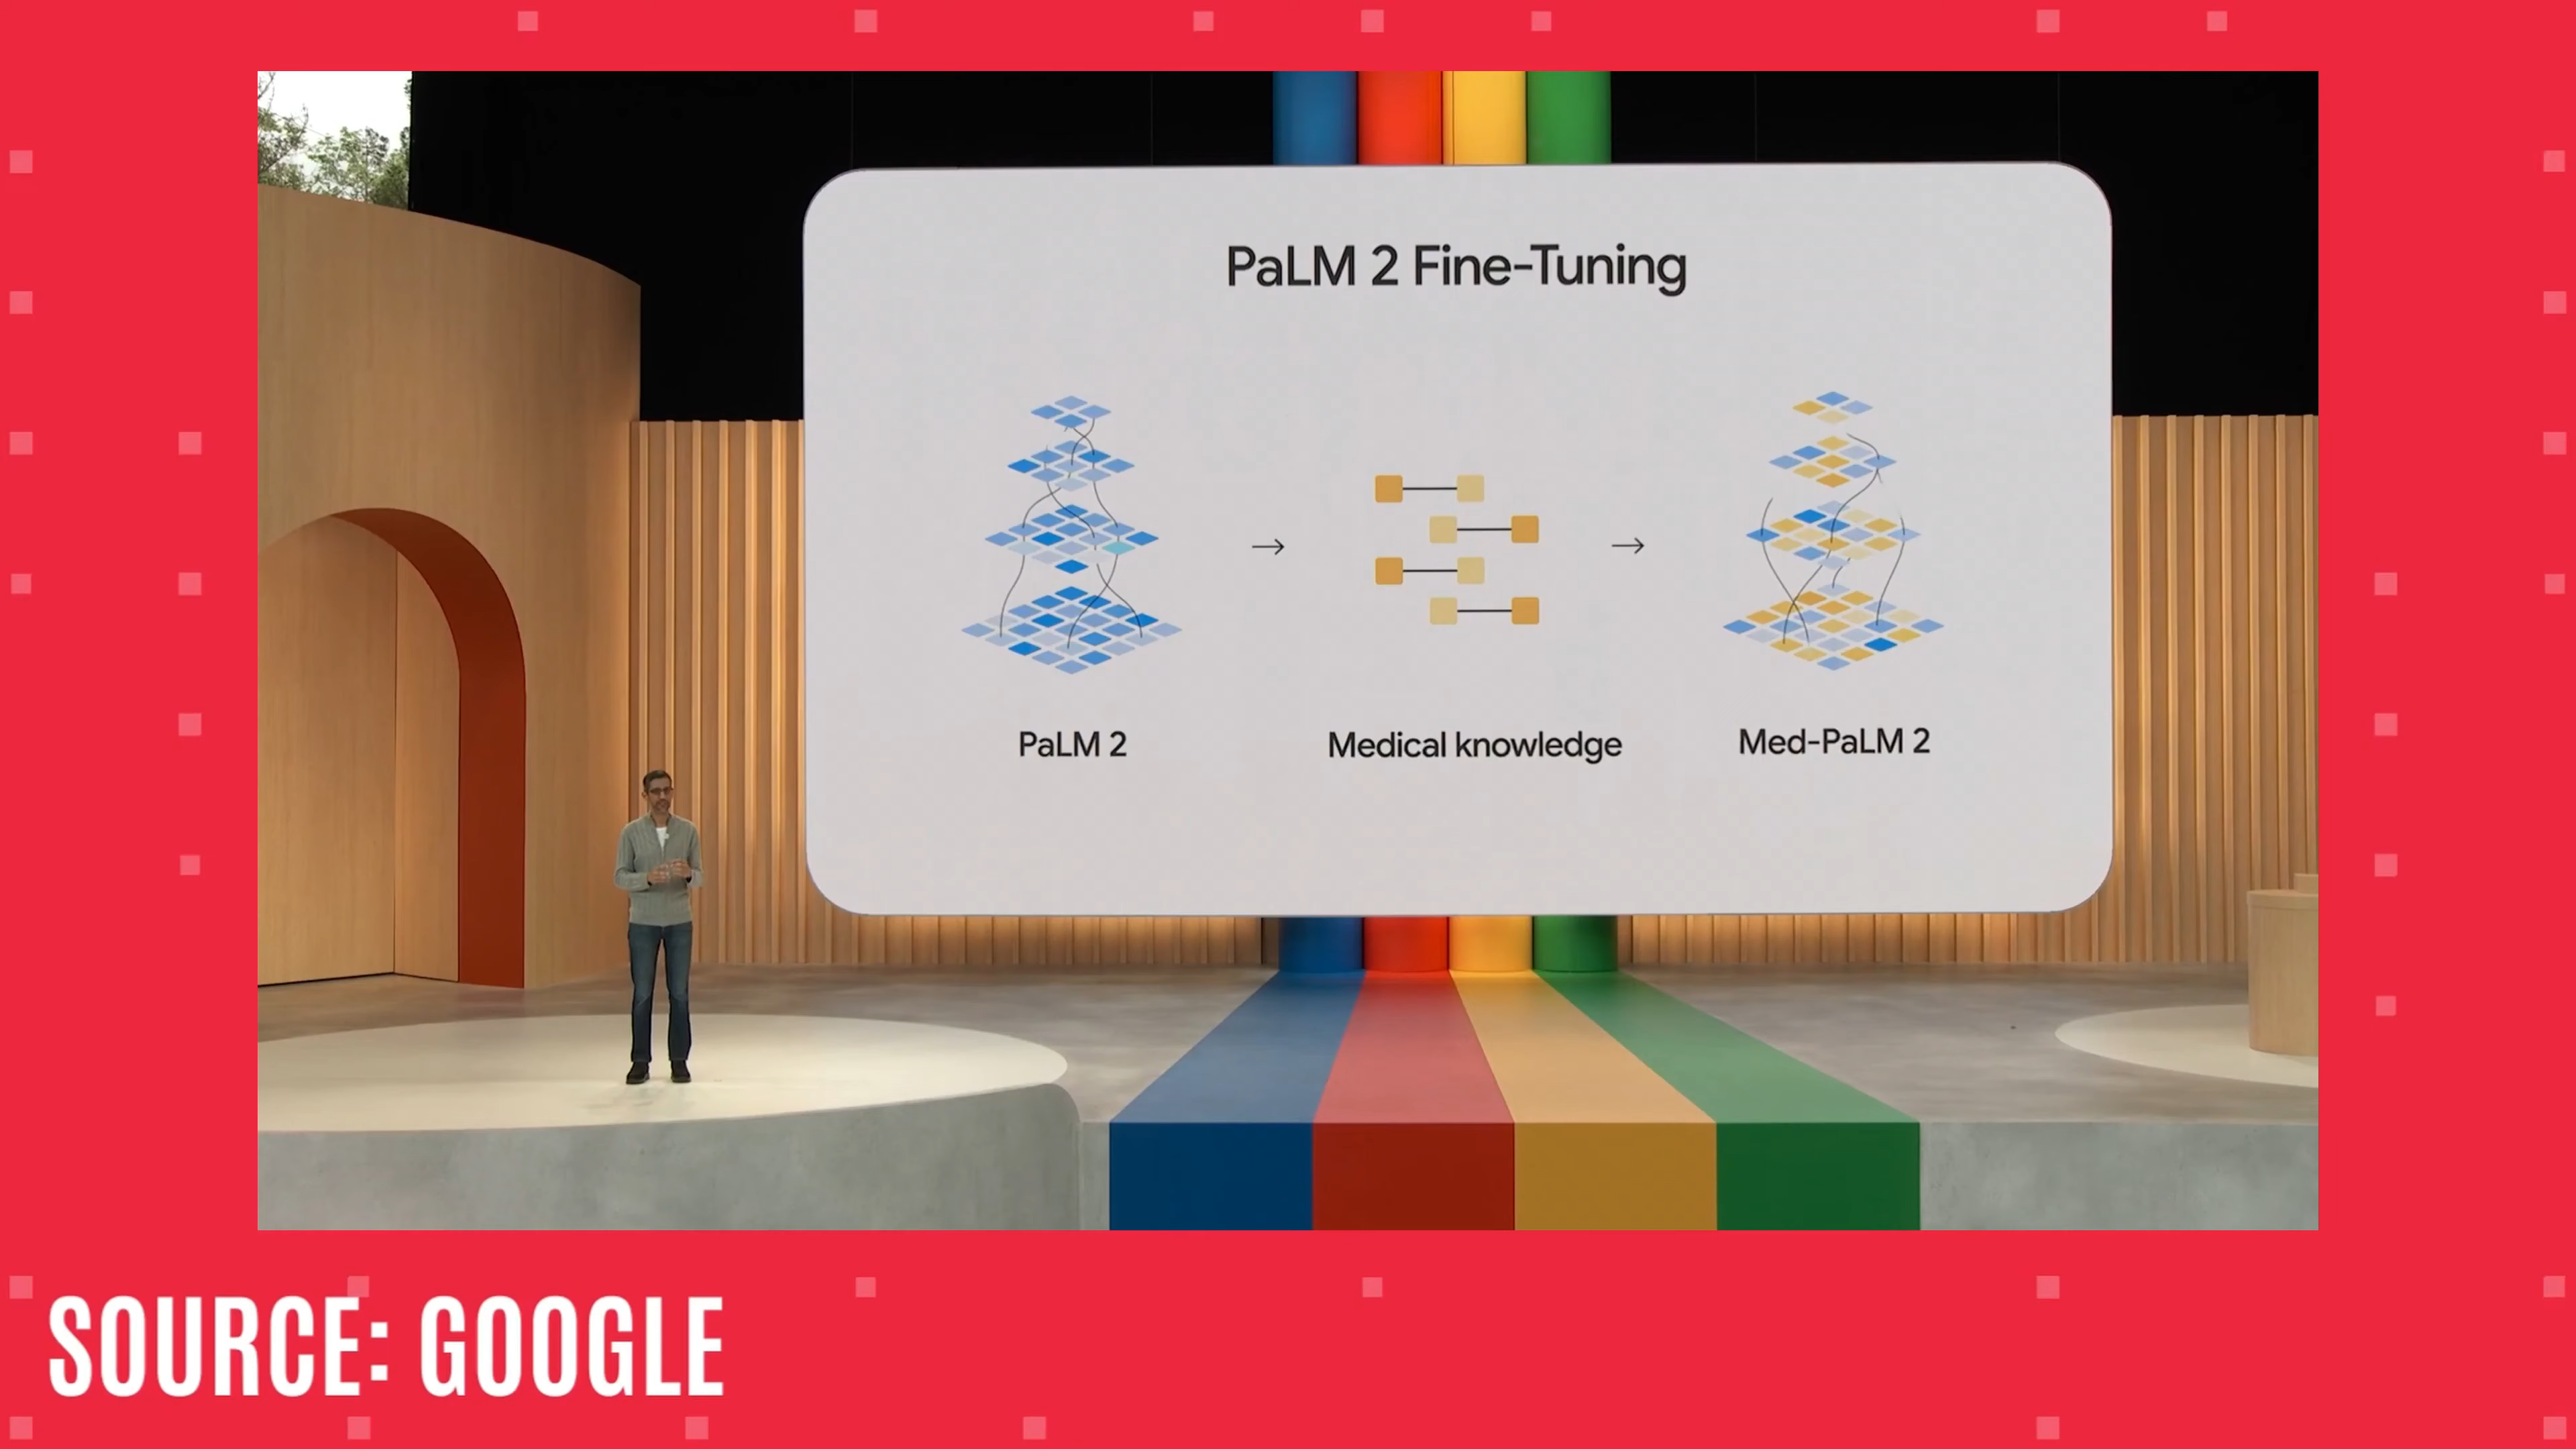 PaLM 2 Fine-Tuning
PaLM 2
Medical knowledge
Med-PaLM 2
SOURCE: GOOGLE